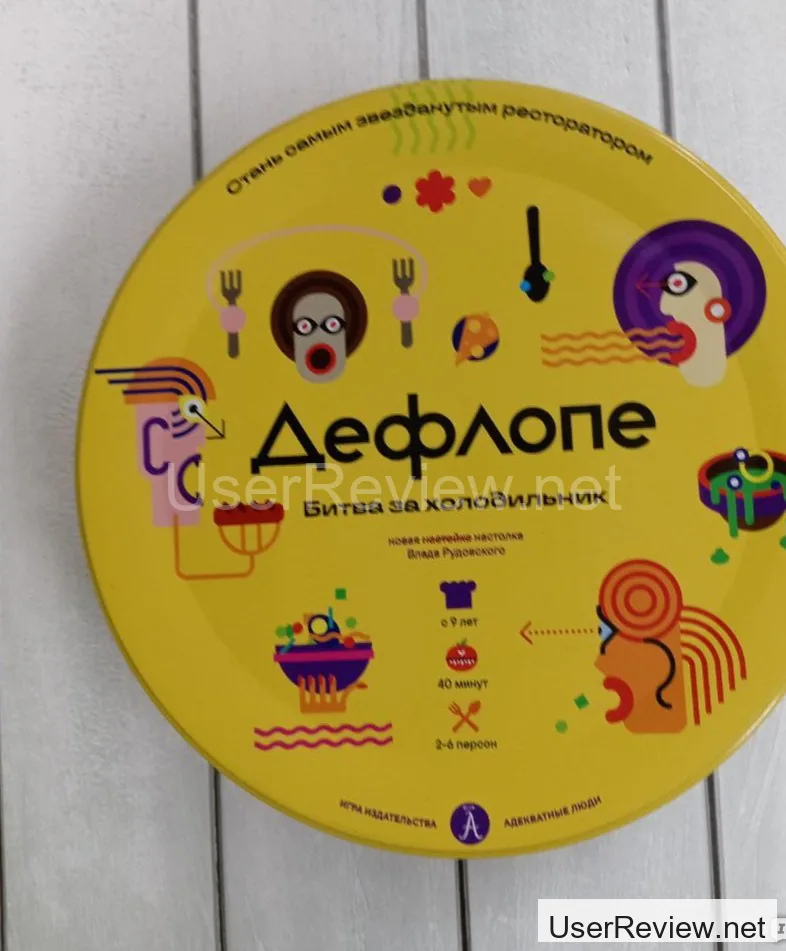 Стань самым звезданутым ресторатором
Дефлопе
UserReview.net
Битва за холодильник
новая настойка настолка
Влада Рудовского
с 9 лет
40 минут
2-6 персон
ИГРА ИЗДАТЕЛЬСТВА А АДЕКВАТНЫЕ ЛЮДИ
UserReview.net